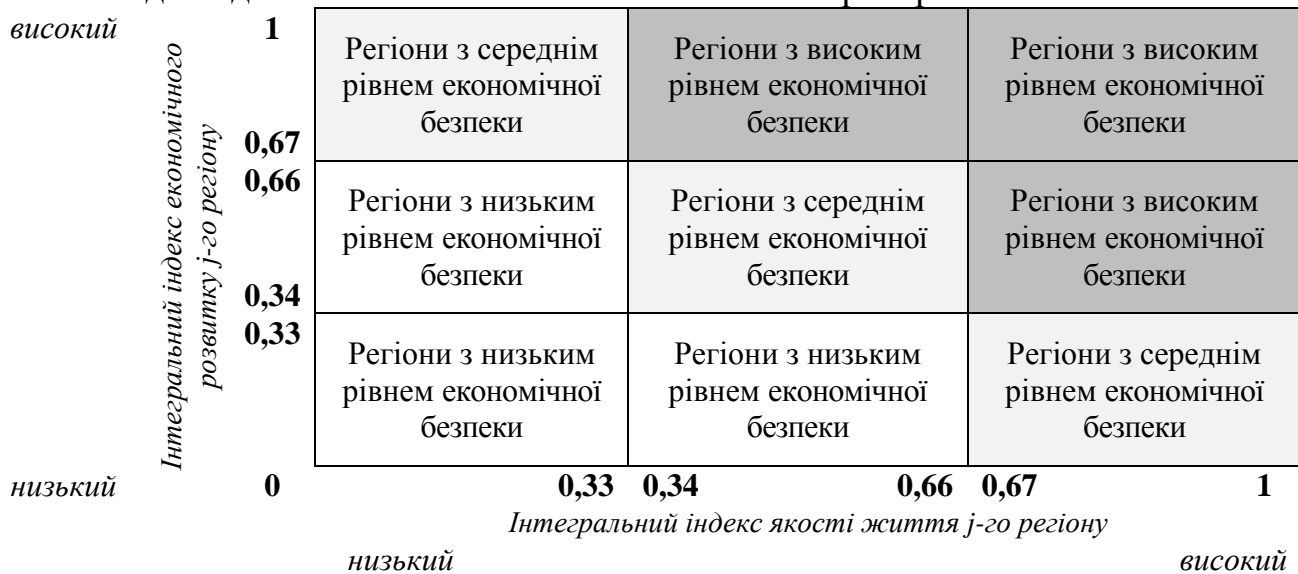 високий 1
Інтегральний індекс економічного
розвитку j-го регіону
Регіони з середнім
рівнем економічної
безпеки
Регіони з високим
рівнем економічної
безпеки
Регіони з високим
рівнем економічної
безпеки
0,67
0,66
Регіони з низьким
рівнем економічної
безпеки
Регіони з середнім
рівнем економічної
безпеки
Регіони з високим
рівнем економічної
безпеки
0,34
0,33
Регіони з низьким
рівнем економічної
безпеки
Регіони з низьким
рівнем економічної
безпеки
Регіони з середнім
рівнем економічної
безпеки
низький 0 0,33 0,34 0,66 0,67 1
Інтегральний індекс якості життя j-го регіону
низький високий